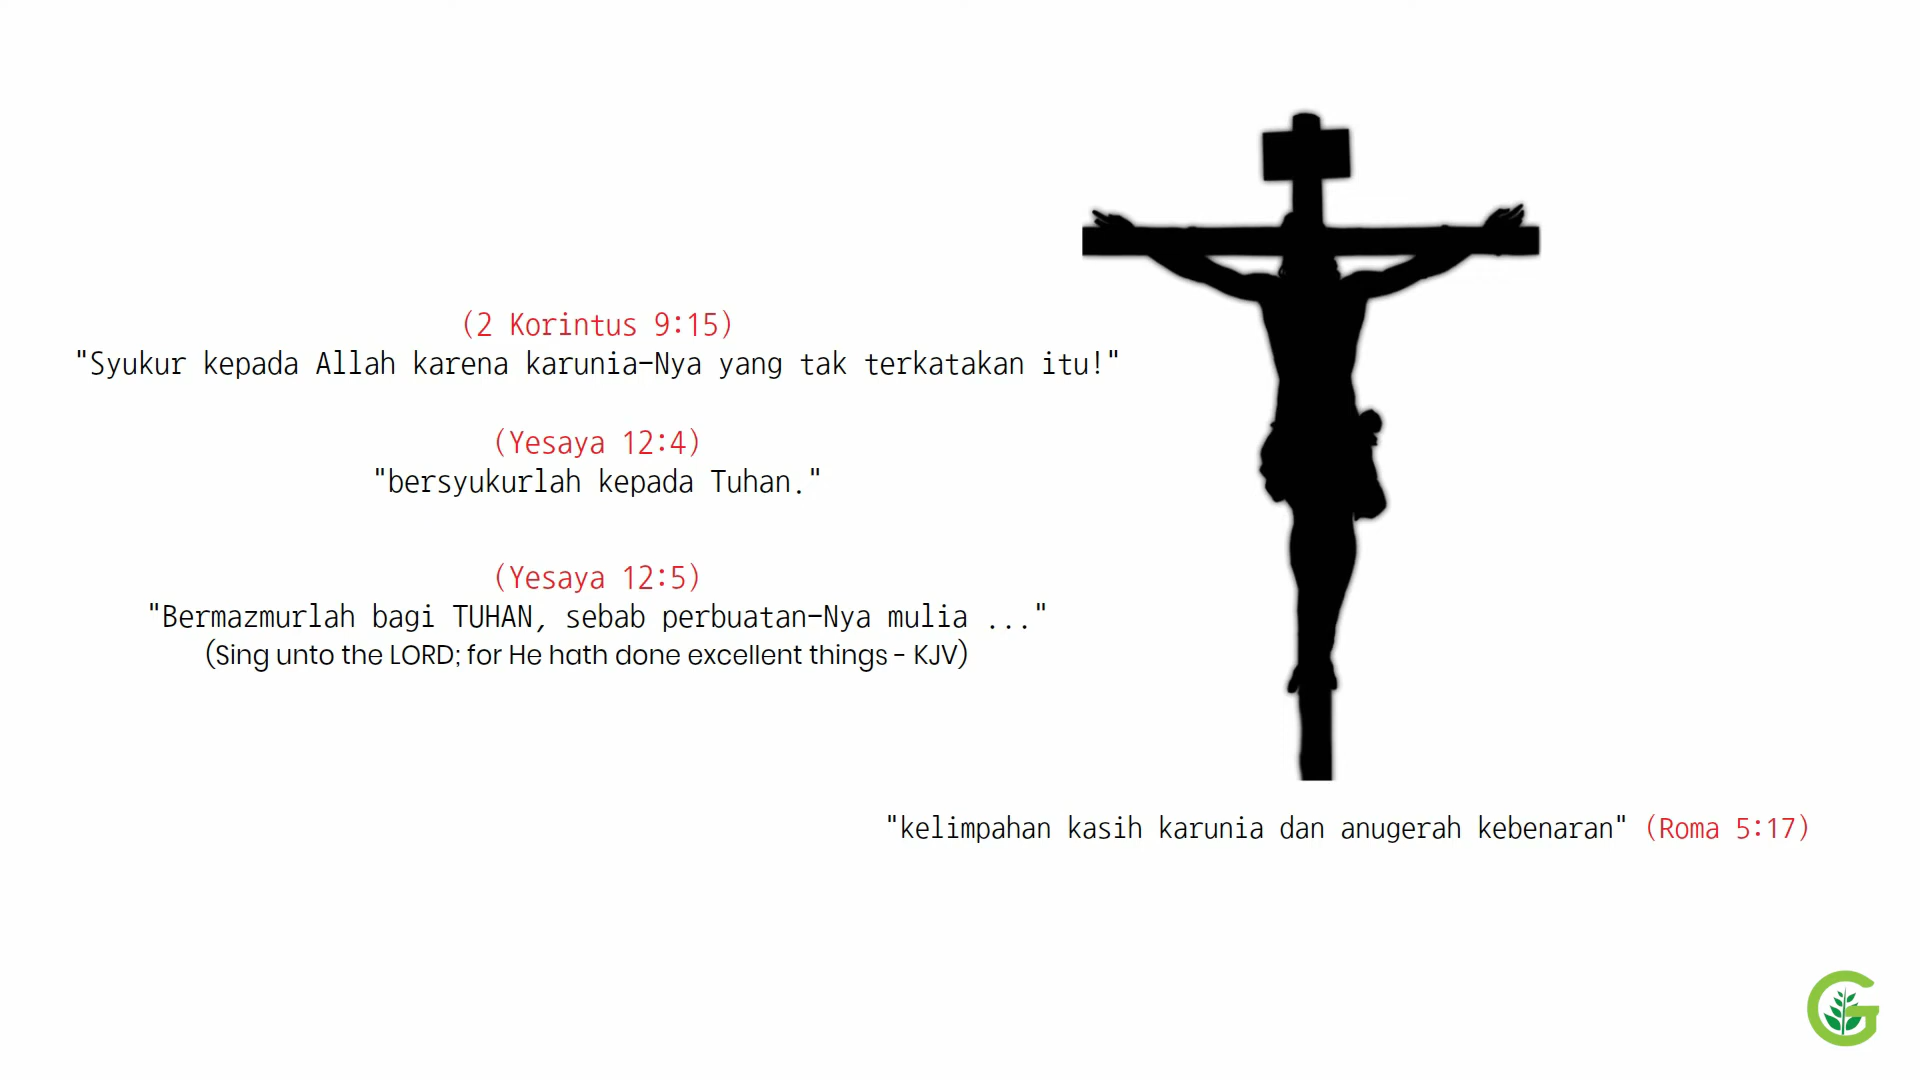 (2 Korintus 9:15)
"Syukur kepada Allah karena karunia-Nya yang tak terkatakan itu!"
(Yesaya 12:4)
"bersyukurlah kepada Tuhan."
(Yesaya 12:5)
"Bermazmurlah bagi TUHAN, sebab perbuatan-Nya mulia ..."
(Sing unto the LORD; for He hath done excellent things - KJV)
"kelimpahan kasih karunia dan anugerah kebenaran" (Roma 5:17)
G